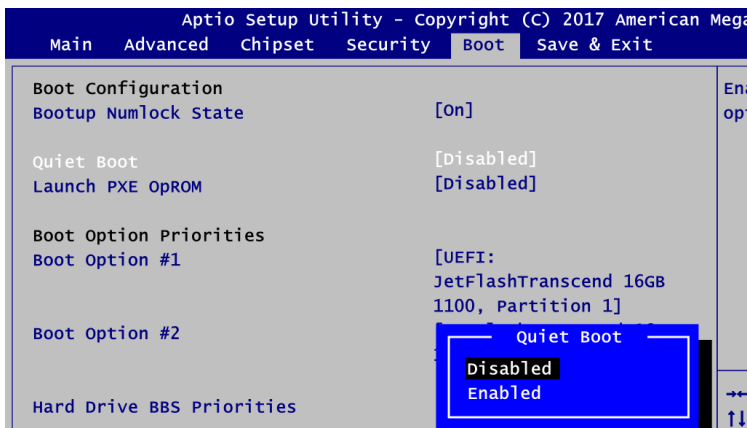 Aptio Setup Utility - Copyright (C) 2017 American
Main Advanced Chipset Security Boot Save & Exit
Boot Configuration
Bootup Numlock State [On]
Quiet Boot [Disabled]
Launch PXE OpROM [Disabled]
Boot Option Priorities
Boot Option #1 [UEFI:
JetFlashTranscend 16GB
1100, Partition 1]
Boot Option #2
Quiet Boot
Disabled
Enabled
Hard Drive BBS Priorities